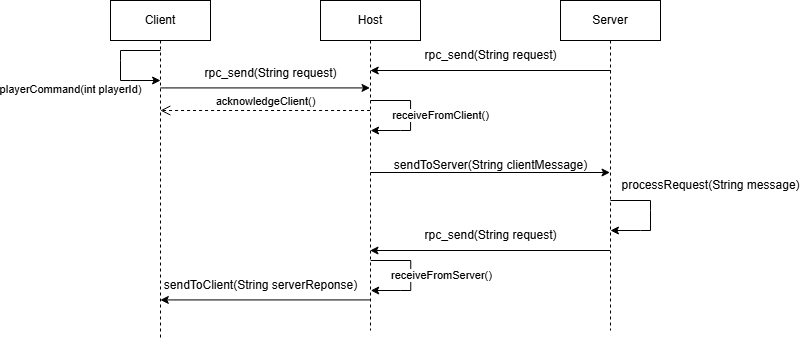 Client
Host
Server
rpc_send(String request)
rpc_send(String request)
playerCommand(int playerId)
acknowledgeClient()
receiveFromClient()
sendToServer(String clientMessage)
processRequest(String message)
rpc_send(String request)
receiveFromServer()
sendToClient(String serverReponse)